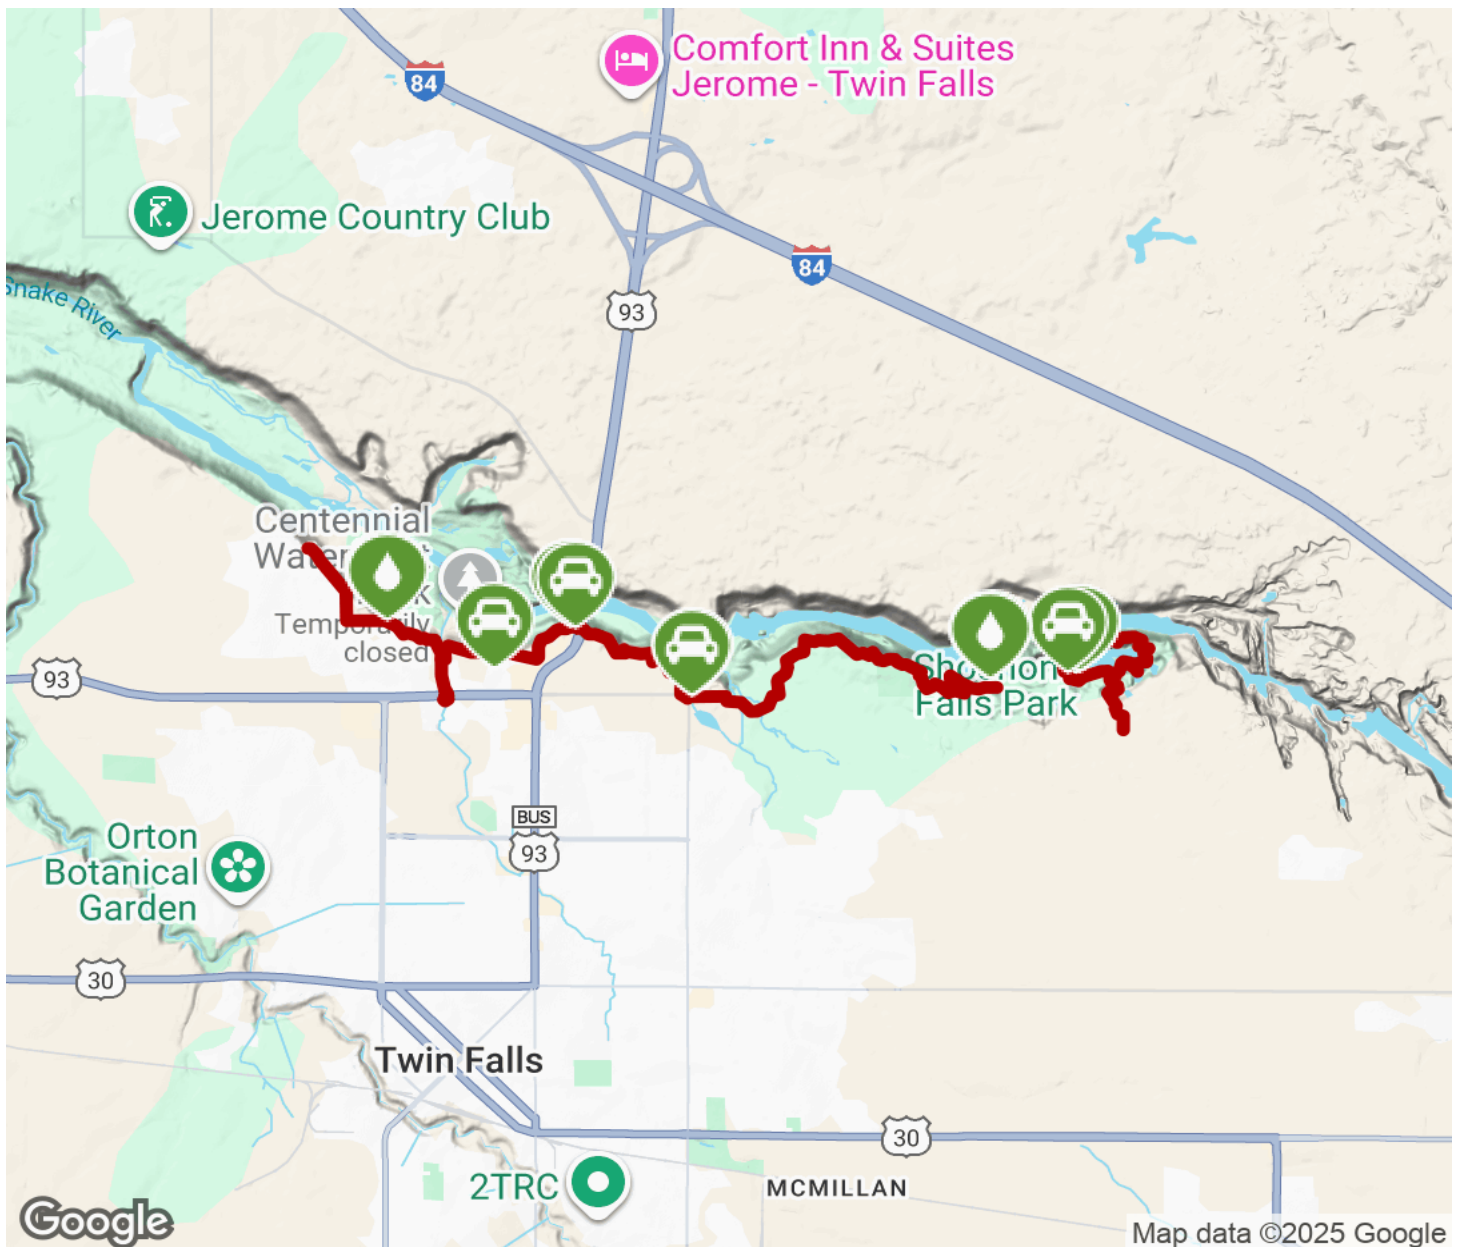 Comfort Inn & Suites
Jerome - Twin Falls
84
Jerome Country Club
84
Snake River
93
Centennial
Temporarily
closed
93
Falls Park
BUS
93
Orton
Botanical
Garden
30
Twin Falls
30
2TRC
MCMILLAN
Google
Map data ©2025 Google